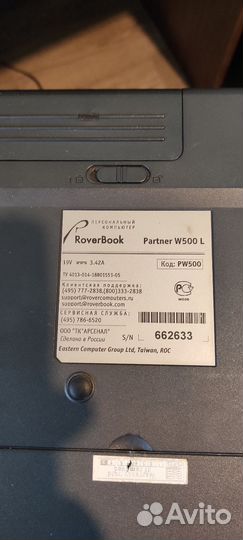 ПЕРСОНАЛЬНЫЙ
КОМПЬЮТЕР
RoverBook
Partner W500 L
19V 3.42A
Код: PW500
ТУ 4013-014-18801553-05
Клиентская поддержка:
(495) 777-2838,(800)333-2838
support@rovercomputers.ru
support@roverbook.com
СЕРВИСНАЯ СЛУЖБА:
(495) 786-6520
ООО "ТК"АРСЕНАЛ"
Сделано в России
S/N 662633
Eastern Computer Group Ltd, Taiwan, ROC
Avito